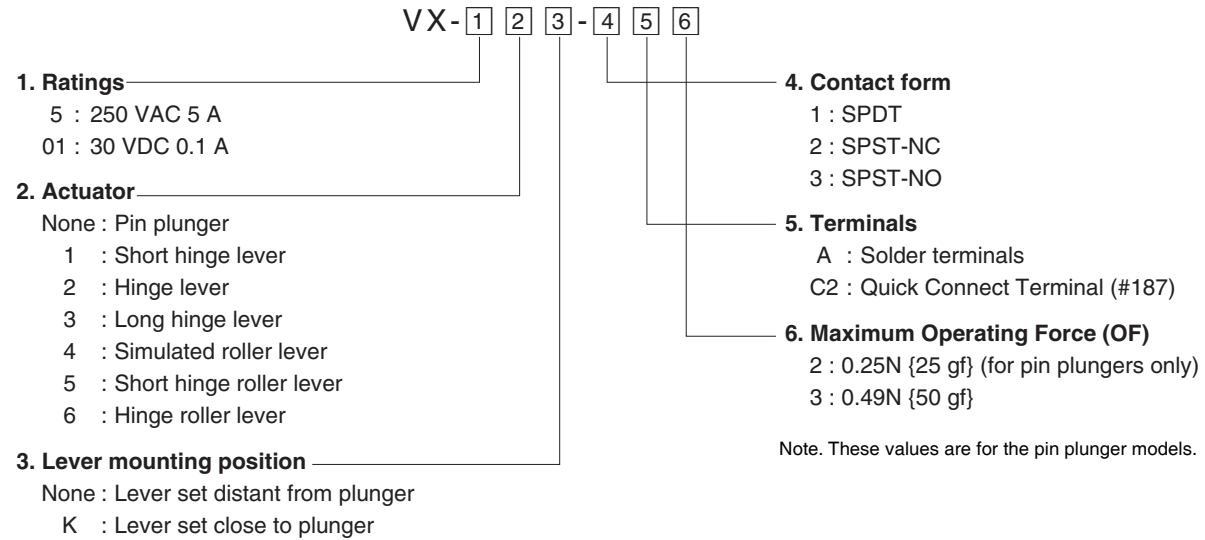 VX-1 2 3-4 5 6
1. Ratings
5 : 250 VAC 5 A
01 : 30 VDC 0.1 A
2. Actuator
None : Pin plunger
1 : Short hinge lever
2 : Hinge lever
3 : Long hinge lever
4 : Simulated roller lever
5 : Short hinge roller lever
6 : Hinge roller lever
3. Lever mounting position
None : Lever set distant from plunger
K : Lever set close to plunger
4. Contact form
1 : SPDT
2 : SPST-NC
3 : SPST-NO
5. Terminals
A : Solder terminals
C2 : Quick Connect Terminal (#187)
6. Maximum Operating Force (OF)
2 : 0.25N {25 gf} (for pin plungers only)
3 : 0.49N {50 gf}
Note. These values are for the pin plunger models.